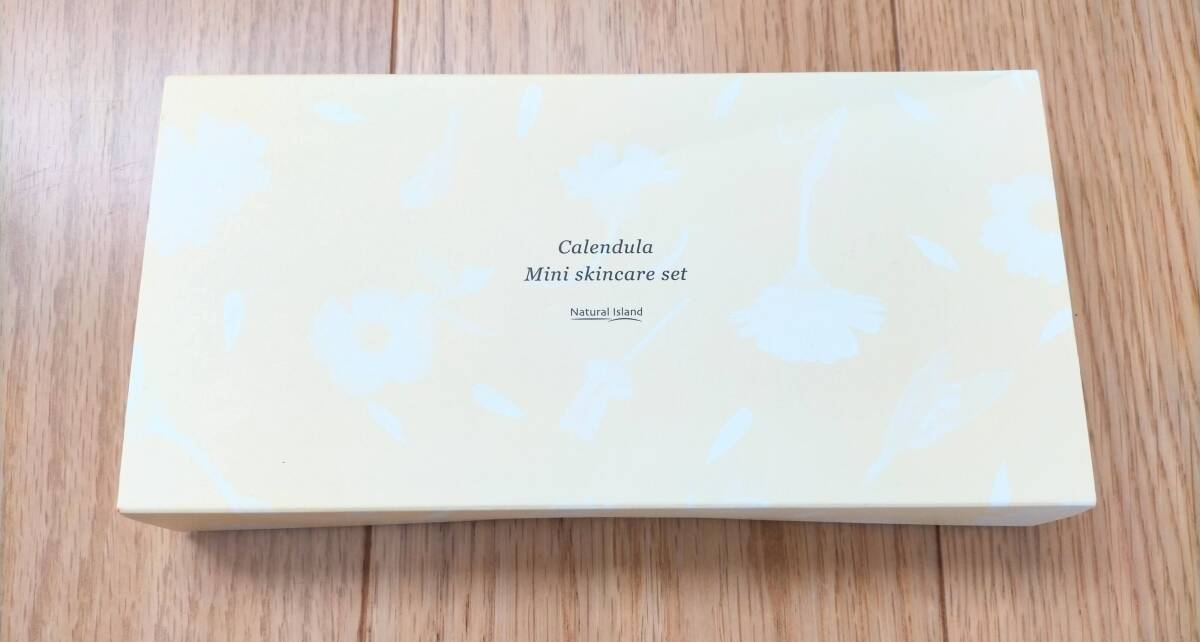 Calendula
Mini skincare set
Natural Island